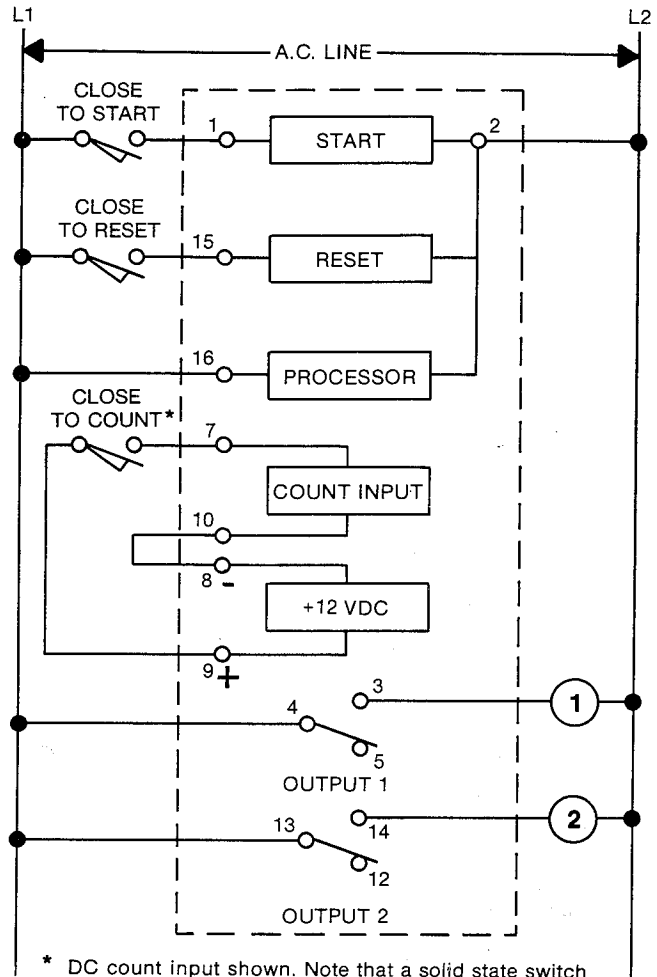 L1
L2
A.C. LINE
CLOSE
TO START
1
START
2
CLOSE
TO RESET
15
RESET
16
PROCESSOR
CLOSE
TO COUNT*
7
COUNT INPUT
10
8 -
+12 VDC
9 +
3
1
4
5
OUTPUT 1
13
14
2
12
OUTPUT 2
* DC count input shown. Note that a solid state switch